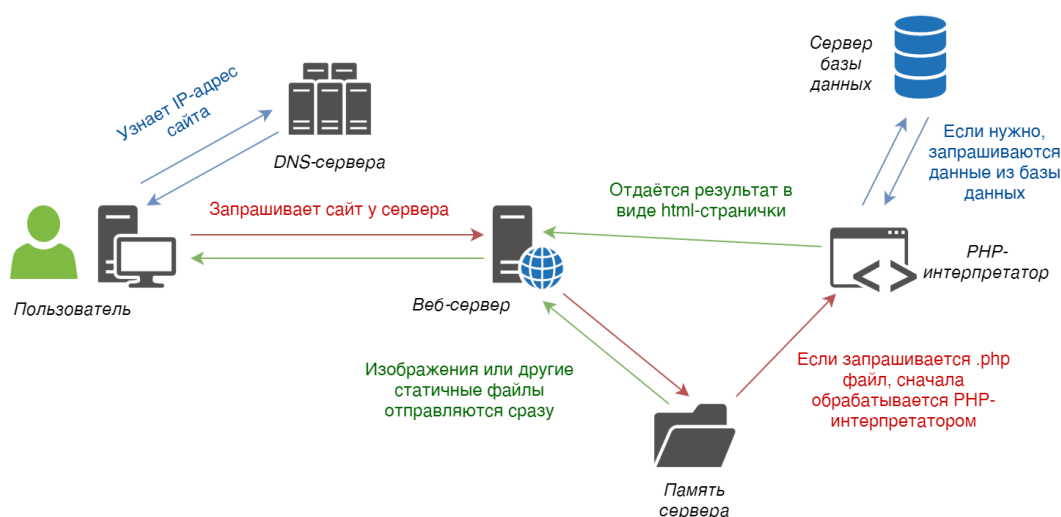 Сервер
базы
данных
Узнает IP-адрес
сайта
DNS-сервера
Если нужно,
запрашиваются
данные из базы
данных
Отдаётся результат в
виде html-странички
Запрашивает сайт у сервера
PHP-
интерпретатор
Пользователь
Веб-сервер
Изображения или другие
статичные файлы
отправляются сразу
Если запрашивается .php
файл, сначала
обрабатывается PHP-
интерпретатором
Память
сервера